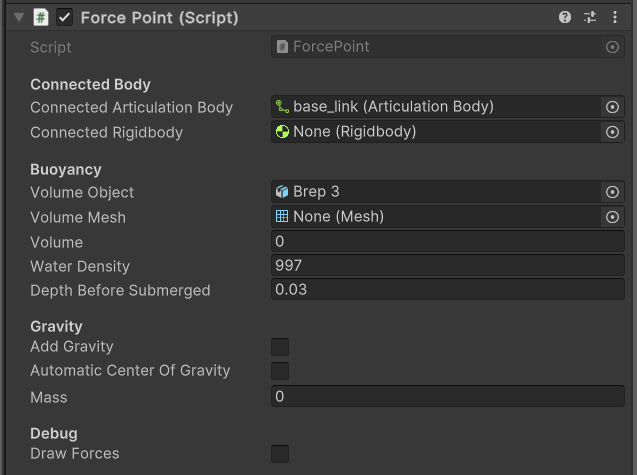 Force Point (Script)
Script ForcePoint
Connected Body
Connected Articulation Body base_link (Articulation Body)
Connected Rigidbody None (Rigidbody)
Buoyancy
Volume Object Brep 3
Volume Mesh None (Mesh)
Volume 0
Water Density 997
Depth Before Submerged 0.03
Gravity
Add Gravity
Automatic Center Of Gravity
Mass 0
Debug
Draw Forces